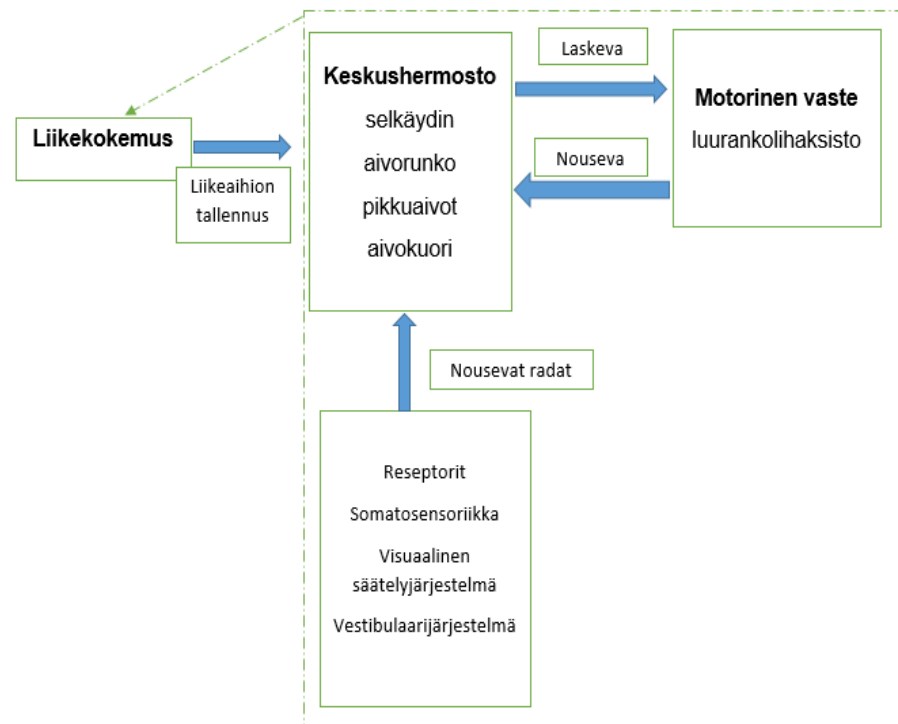 Liikekokemus
Liikeaihion
tallennus
Keskushermosto
selkäydin
aivorunko
pikkuaivot
aivokuori
Laskeva
Nouseva
Motorinen vaste
luurankolihaksisto
Nousevat radat
Reseptorit
Somatosensoriikka
Visuaalinen
säätelyjärjestelmä
Vestibulaarijärjestelmä